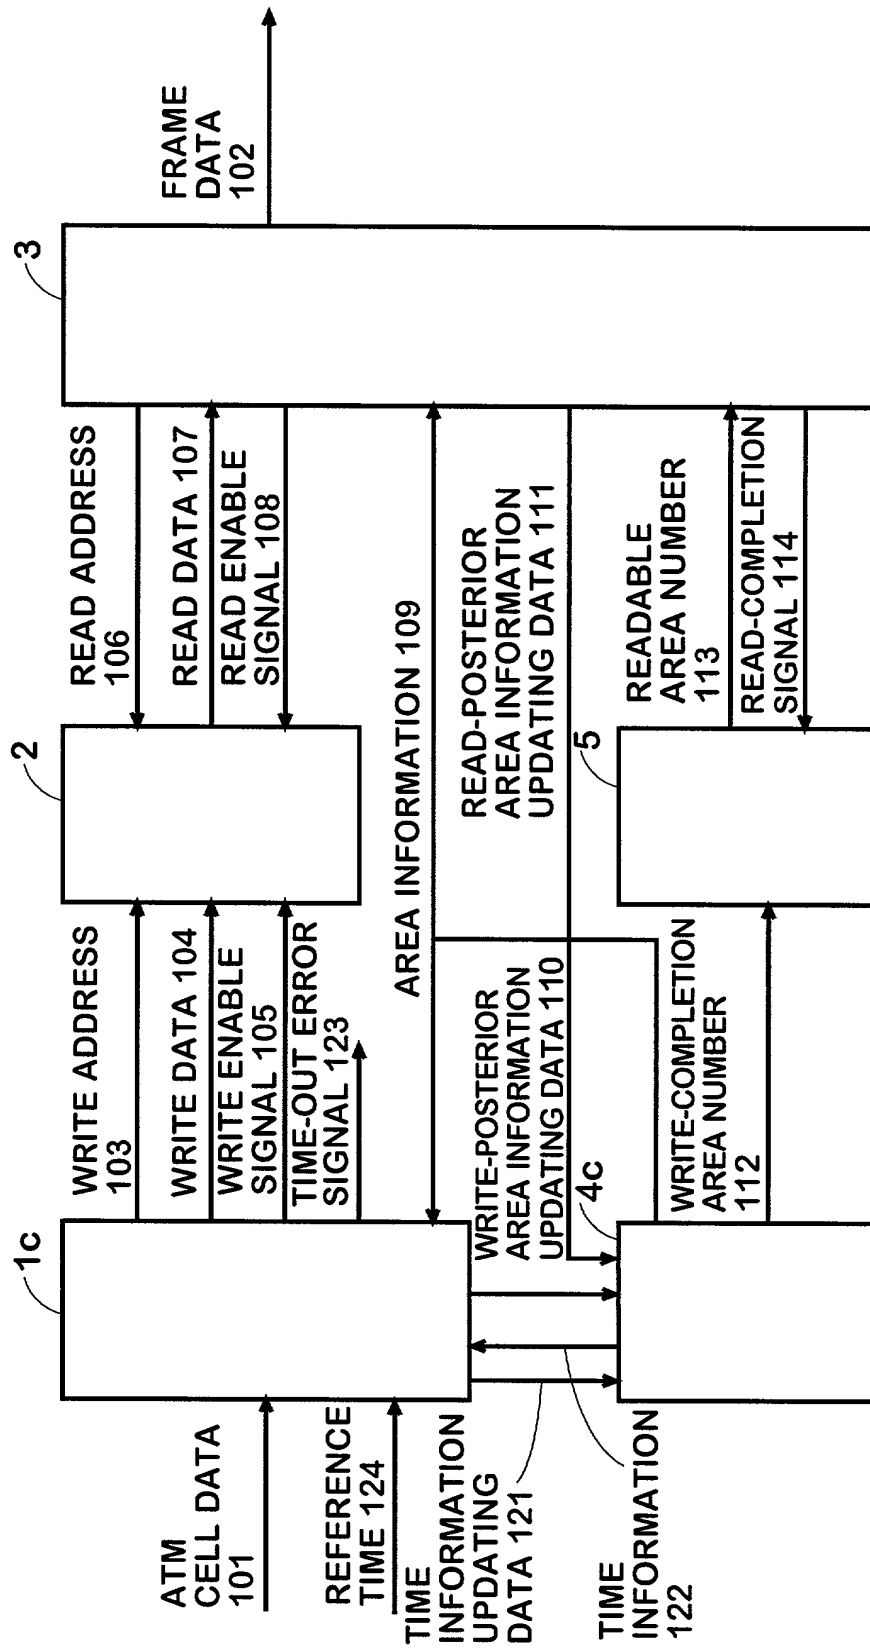 ATM
CELL DATA
101
REFERENCE
TIME 124
TIME
INFORMATION
UPDATING
DATA 121
TIME
INFORMATION
122
1c
4c
WRITE ADDRESS
103
WRITE DATA 104
WRITE ENABLE
SIGNAL 105
TIME-OUT ERROR
SIGNAL 123
WRITE-POSTERIOR
AREA INFORMATION
UPDATING DATA 110
WRITE-COMPLETION
AREA NUMBER
112
2
5
AREA INFORMATION 109
READ ADDRESS
106
READ DATA 107
READ ENABLE
SIGNAL 108
READ-POSTERIOR
AREA INFORMATION
UPDATING DATA 111
READABLE
AREA NUMBER
113
READ-COMPLETION
SIGNAL 114
3
FRAME
DATA
102